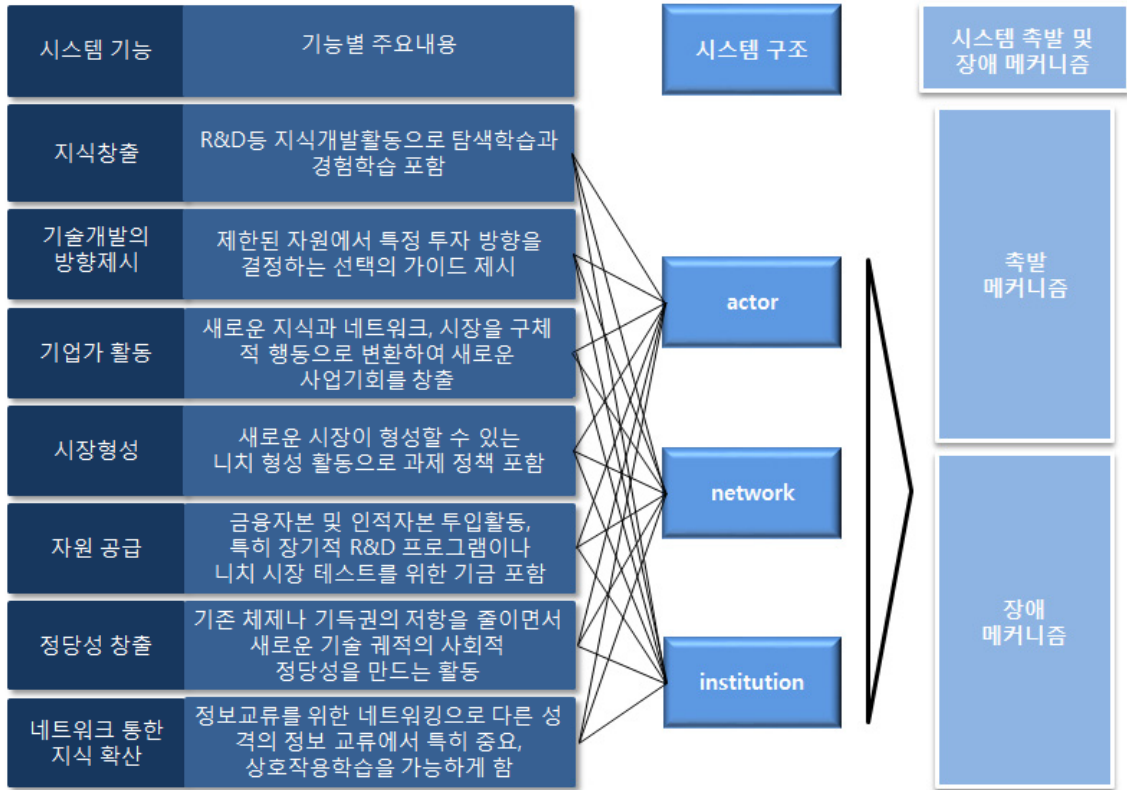 시스템 기능
기능별 주요내용
시스템 구조
시스템 촉발 및
장애 메커니즘
지식창출
R&D등 지식개발활동으로 탐색학습과
경험학습 포함
기술개발의
방향제시
제한된 자원에서 특정 투자 방향을
결정하는 선택의 가이드 제시
기업가 활동
새로운 지식과 네트워크, 시장을 구체
적 행동으로 변환하여 새로운
사업기회를 창출
시장형성
새로운 시장이 형성할 수 있는
니치 형성 활동으로 과제 정책 포함
자원 공급
금융자본 및 인적자본 투입활동,
특히 장기적 R&D 프로그램이나
니치 시장 테스트를 위한 기금 포함
정당성 창출
기존 체제나 기득권의 저항을 줄이면서
새로운 기술 궤적의 사회적
정당성을 만드는 활동
네트워크 통한
지식 확산
정보교류를 위한 네트워킹으로 다른 성
격의 정보 교류에서 특히 중요,
상호작용학습을 가능하게 함
actor
network
institution
촉발
메커니즘
장애
메커니즘